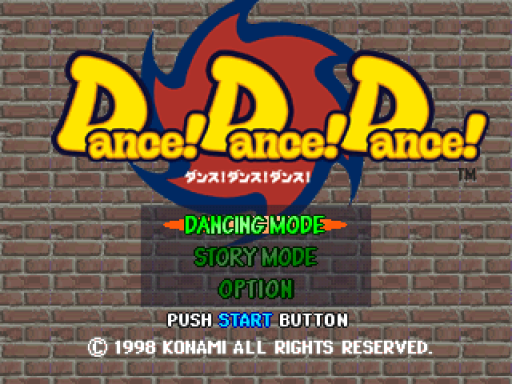 Dance! Dance! Dance!
TM
ダンス!ダンス!ダンス!
DANCING MODE
STORY MODE
OPTION
PUSH START BUTTON
© 1998 KONAMI ALL RIGHTS RESERVED.